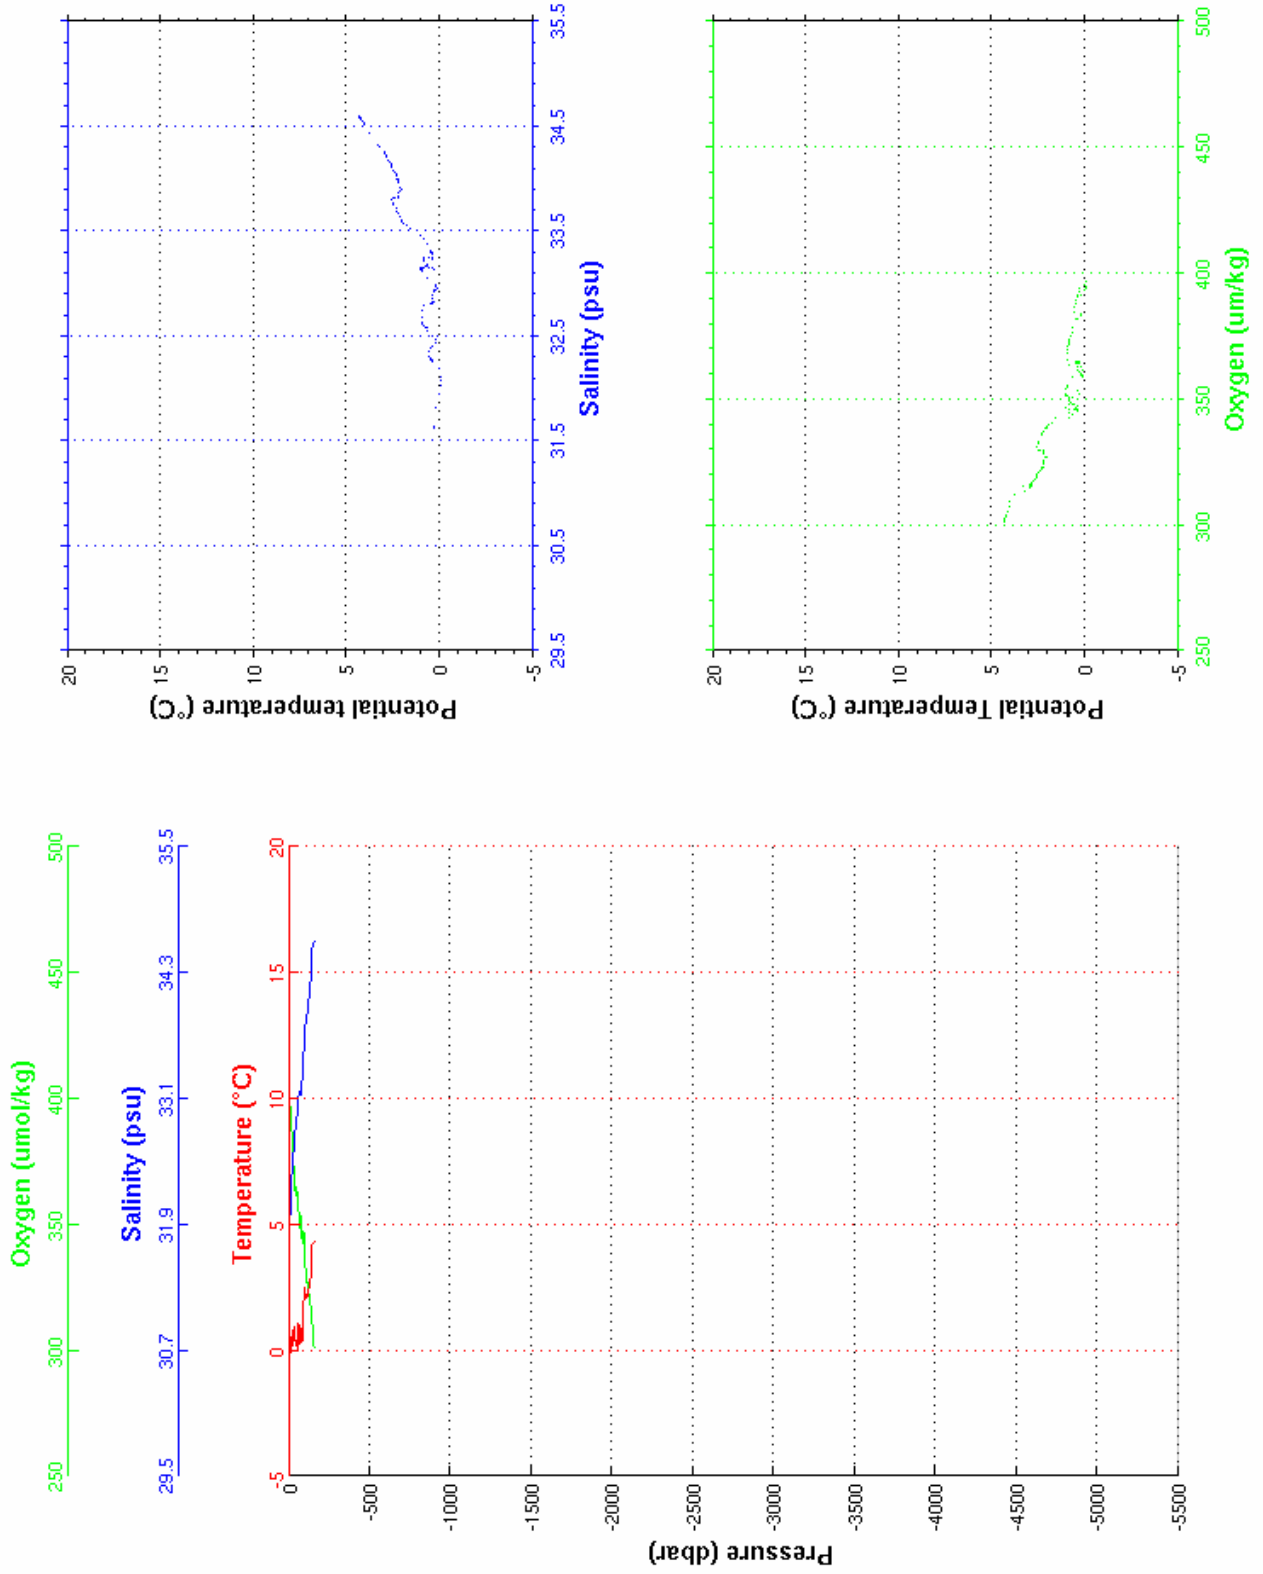 Oxygen (umol/kg)
250 300 350 400 450 500
Salinity (psu)
29.5 30.7 31.9 33.1 34.3 35.5
Temperature (°C)
-5 0 5 10 15 20
Pressure (dbar)
0
-500
-1000
-1500
-2000
-2500
-3000
-3500
-4000
-4500
-5000
-5500
Potential temperature (°C)
20
15
10
5
0
-5
29.5 30.5 31.5 32.5 33.5 34.5 35.5
Salinity (psu)
Potential Temperature (°C)
20
15
10
5
0
-5
250 300 350 400 450 500
Oxygen (um/kg)